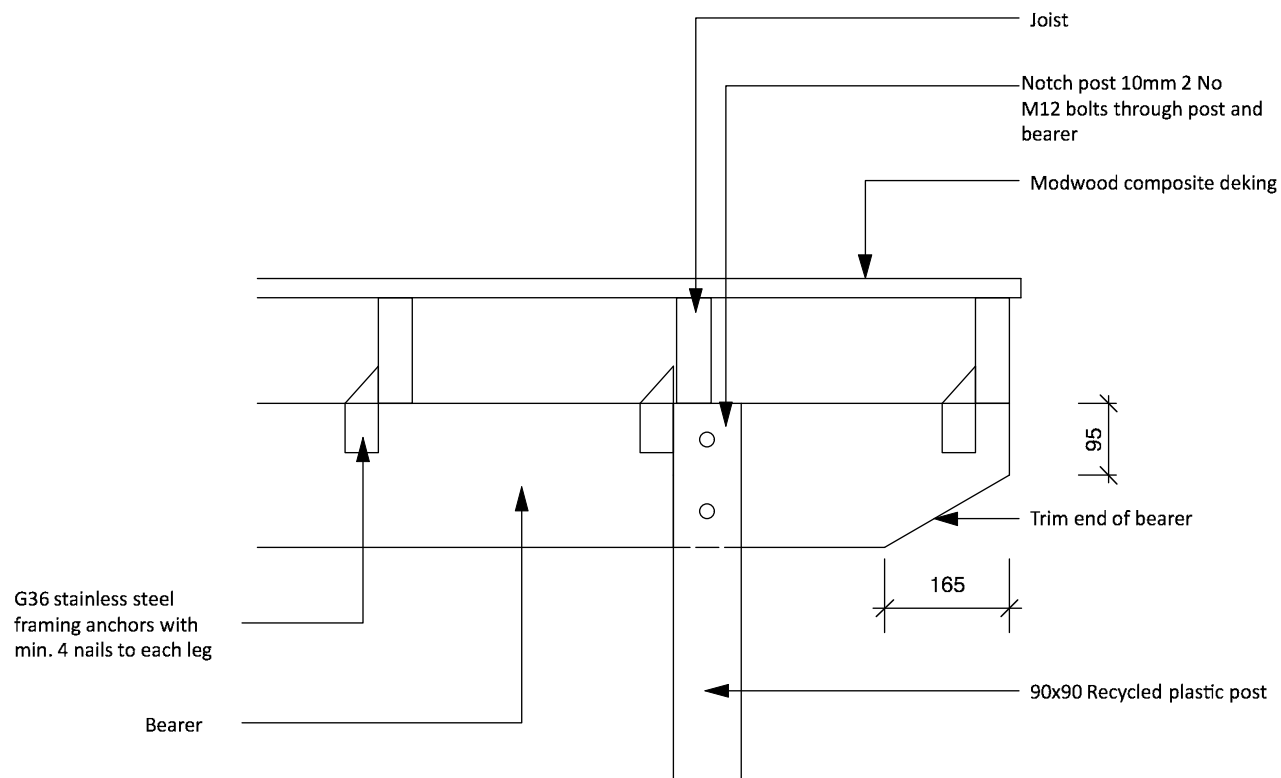 Joist
Notch post 10mm 2 No
M12 bolts through post and
bearer
Modwood composite deking
95
Trim end of bearer
165
G36 stainless steel
framing anchors with
min. 4 nails to each leg
90x90 Recycled plastic post
Bearer